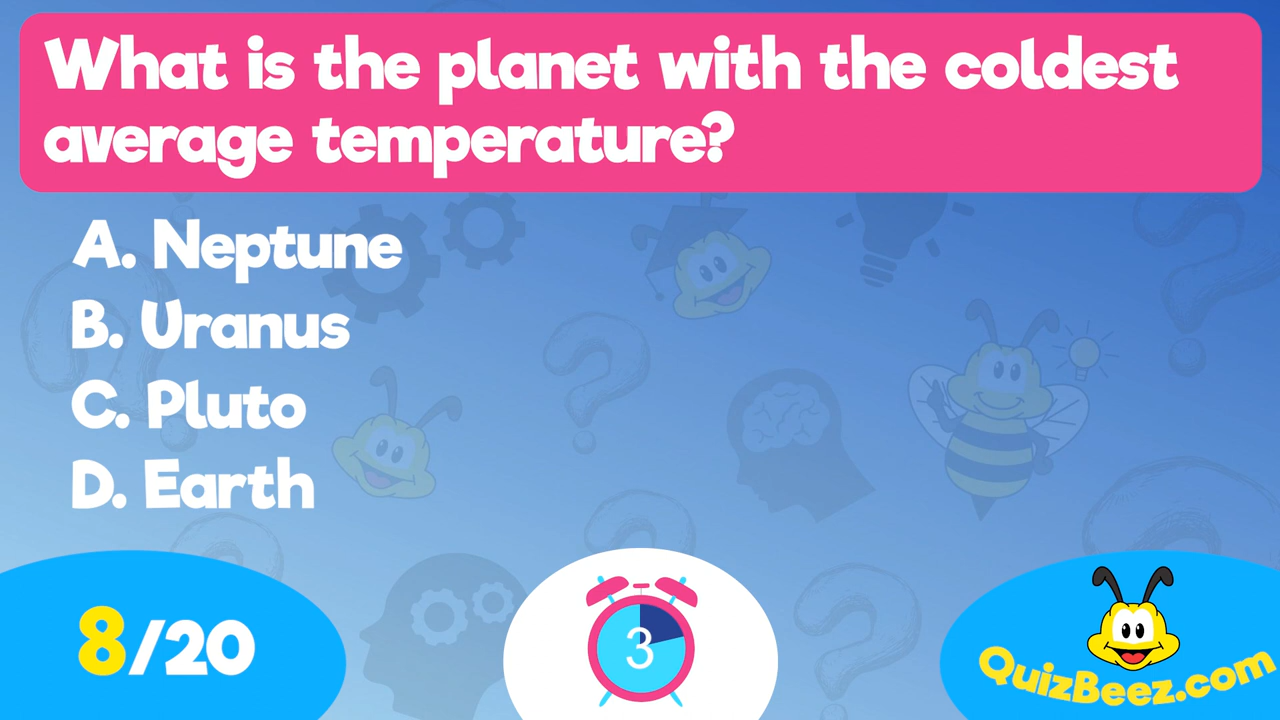 What is the planet with the coldest
average temperature?
A. Neptune
B. Uranus
C. Pluto
D. Earth
8/20
3
QuizBeez.com